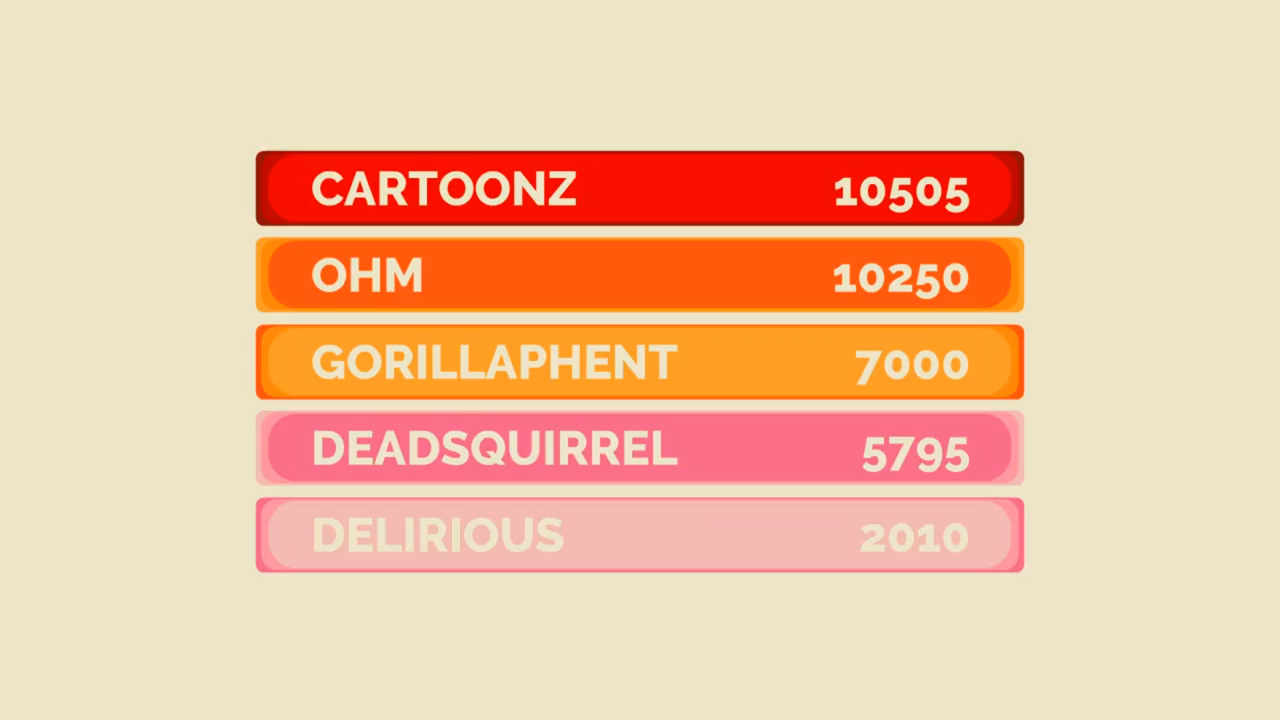 CARTOONZ 10505
OHM 10250
GORILLAPHENT 7000
DEADSQUIRREL 5795
DELIRIOUS 2010